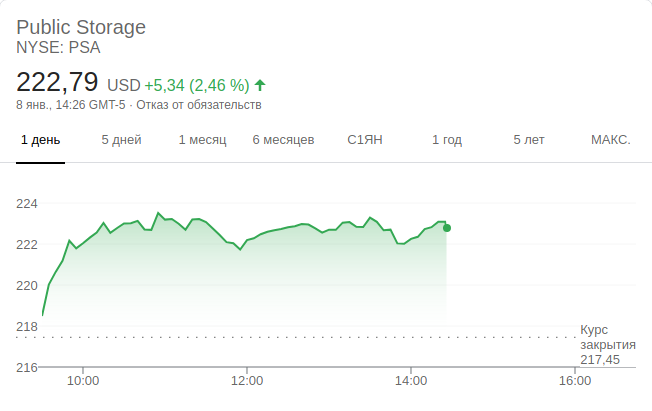 Public Storage
NYSE: PSA
222,79 USD +5,34 (2,46 %)
8 янв., 14:26 GMT-5 · Отказ от обязательств
1 день 5 дней 1 месяц 6 месяцев С1ЯН 1 год 5 лет МАКС.
224
222
220
218
216
Курс
закрытия
217,45
10:00 12:00 14:00 16:00